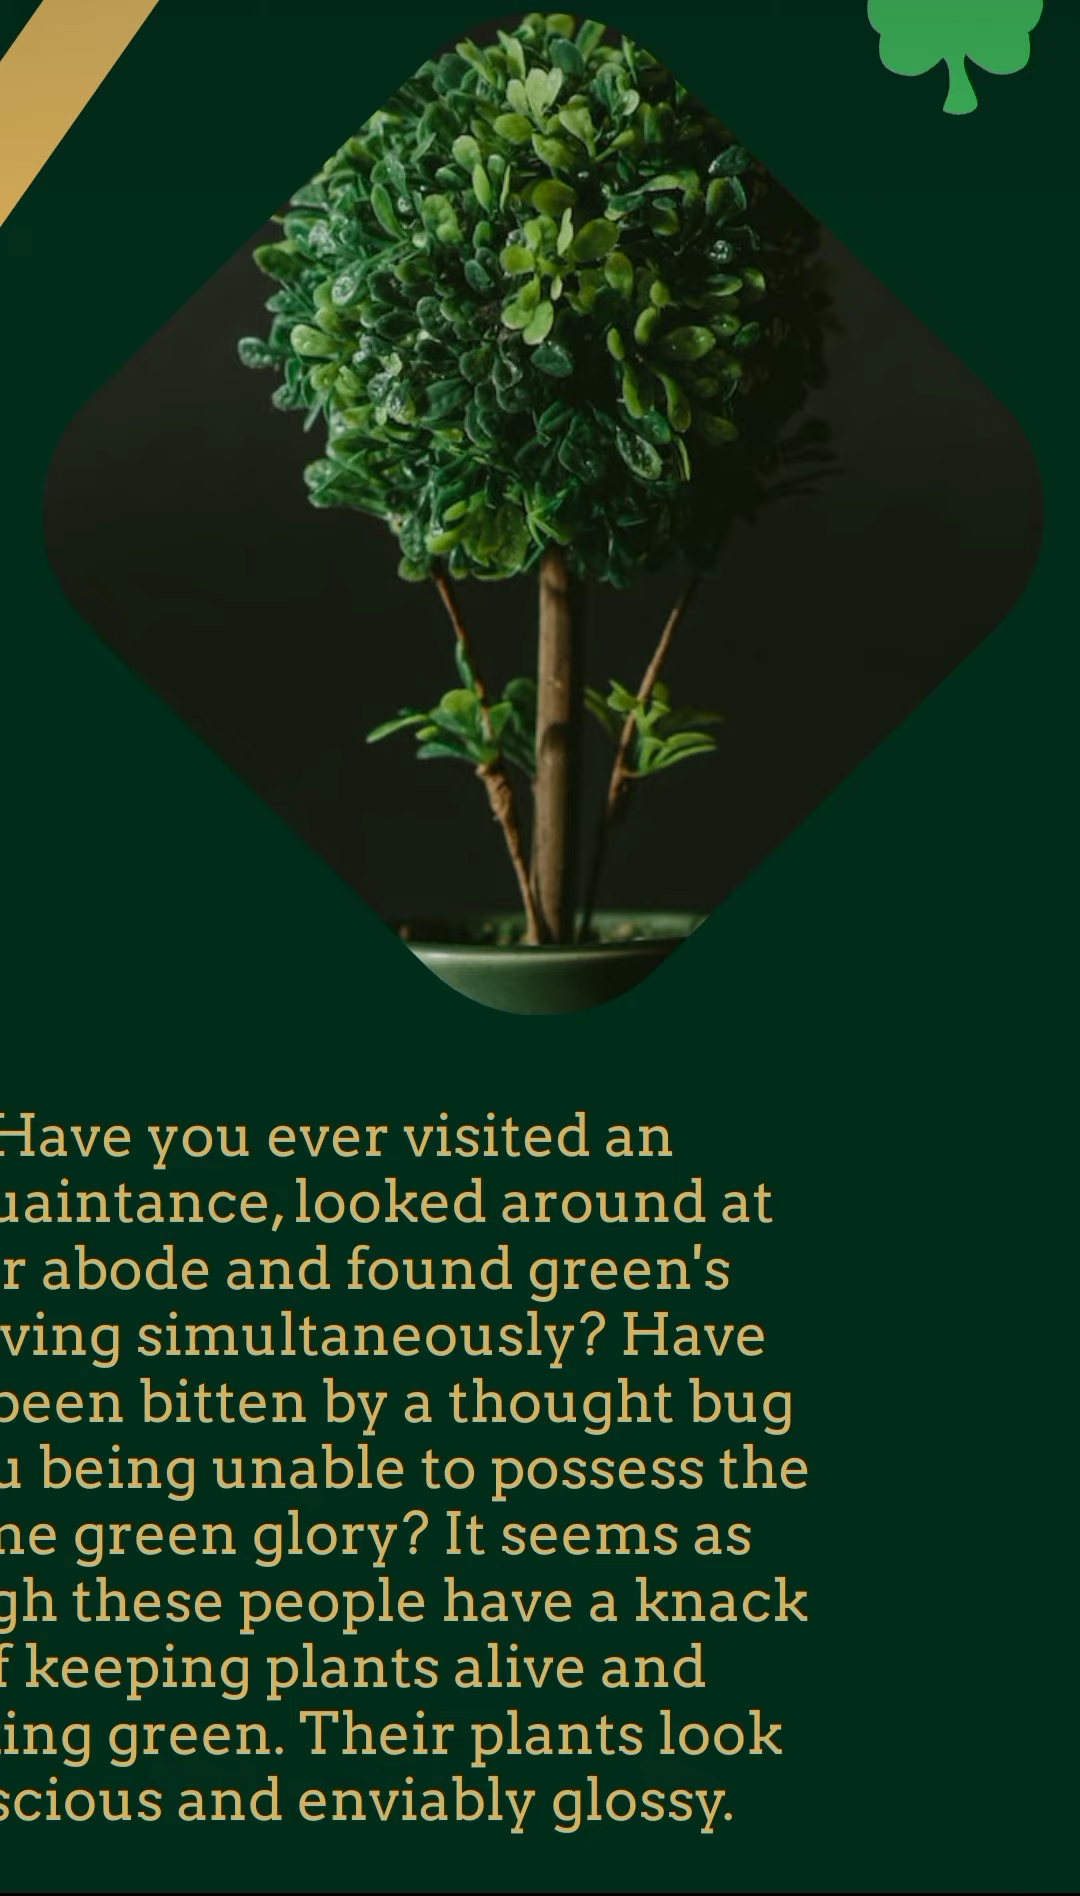 Have you ever visited an
uaintance, looked around at
r abode and found green's
ving simultaneously? Have
been bitten by a thought bug
u being unable to possess the
me green glory? It seems as
gh these people have a knack
f keeping plants alive and
ing green. Their plants look
scious and enviably glossy.